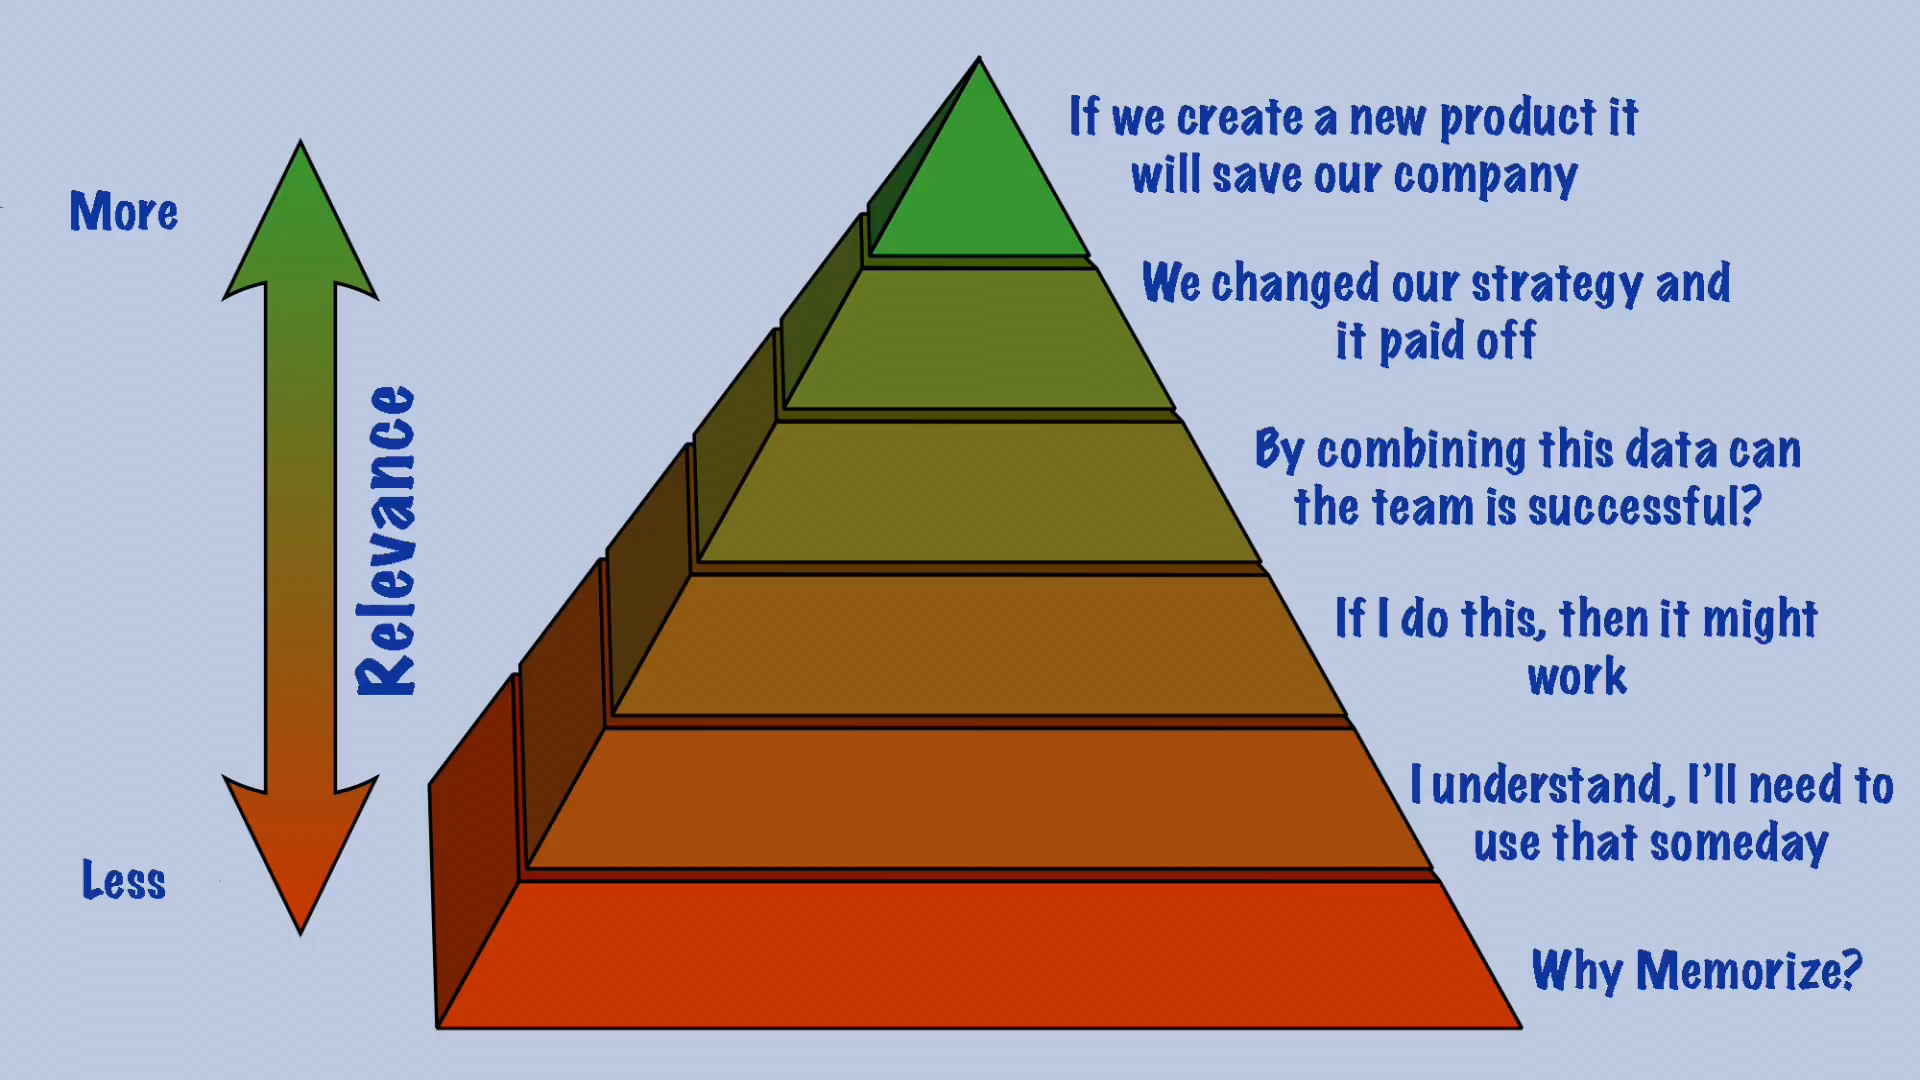 If we create a new product it
will save our company
More
We changed our strategy and
it paid off
Relevance
By combining this data can
the team is successful?
If I do this, then it might
work
I understand, I'll need to
use that someday
Less
Why Memorize?